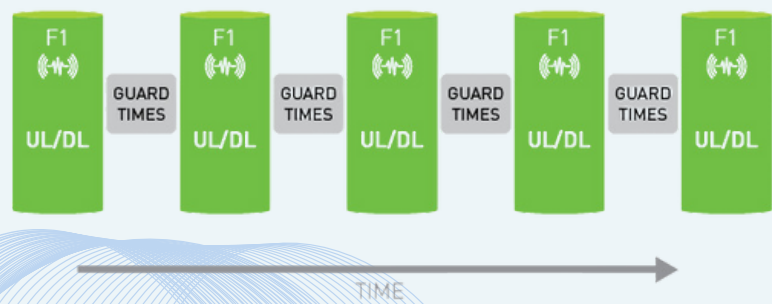 F1 F1 F1 F1 F1
GUARD GUARD GUARD GUARD
TIMES TIMES TIMES TIMES
UL/DL UL/DL UL/DL UL/DL UL/DL
TIME